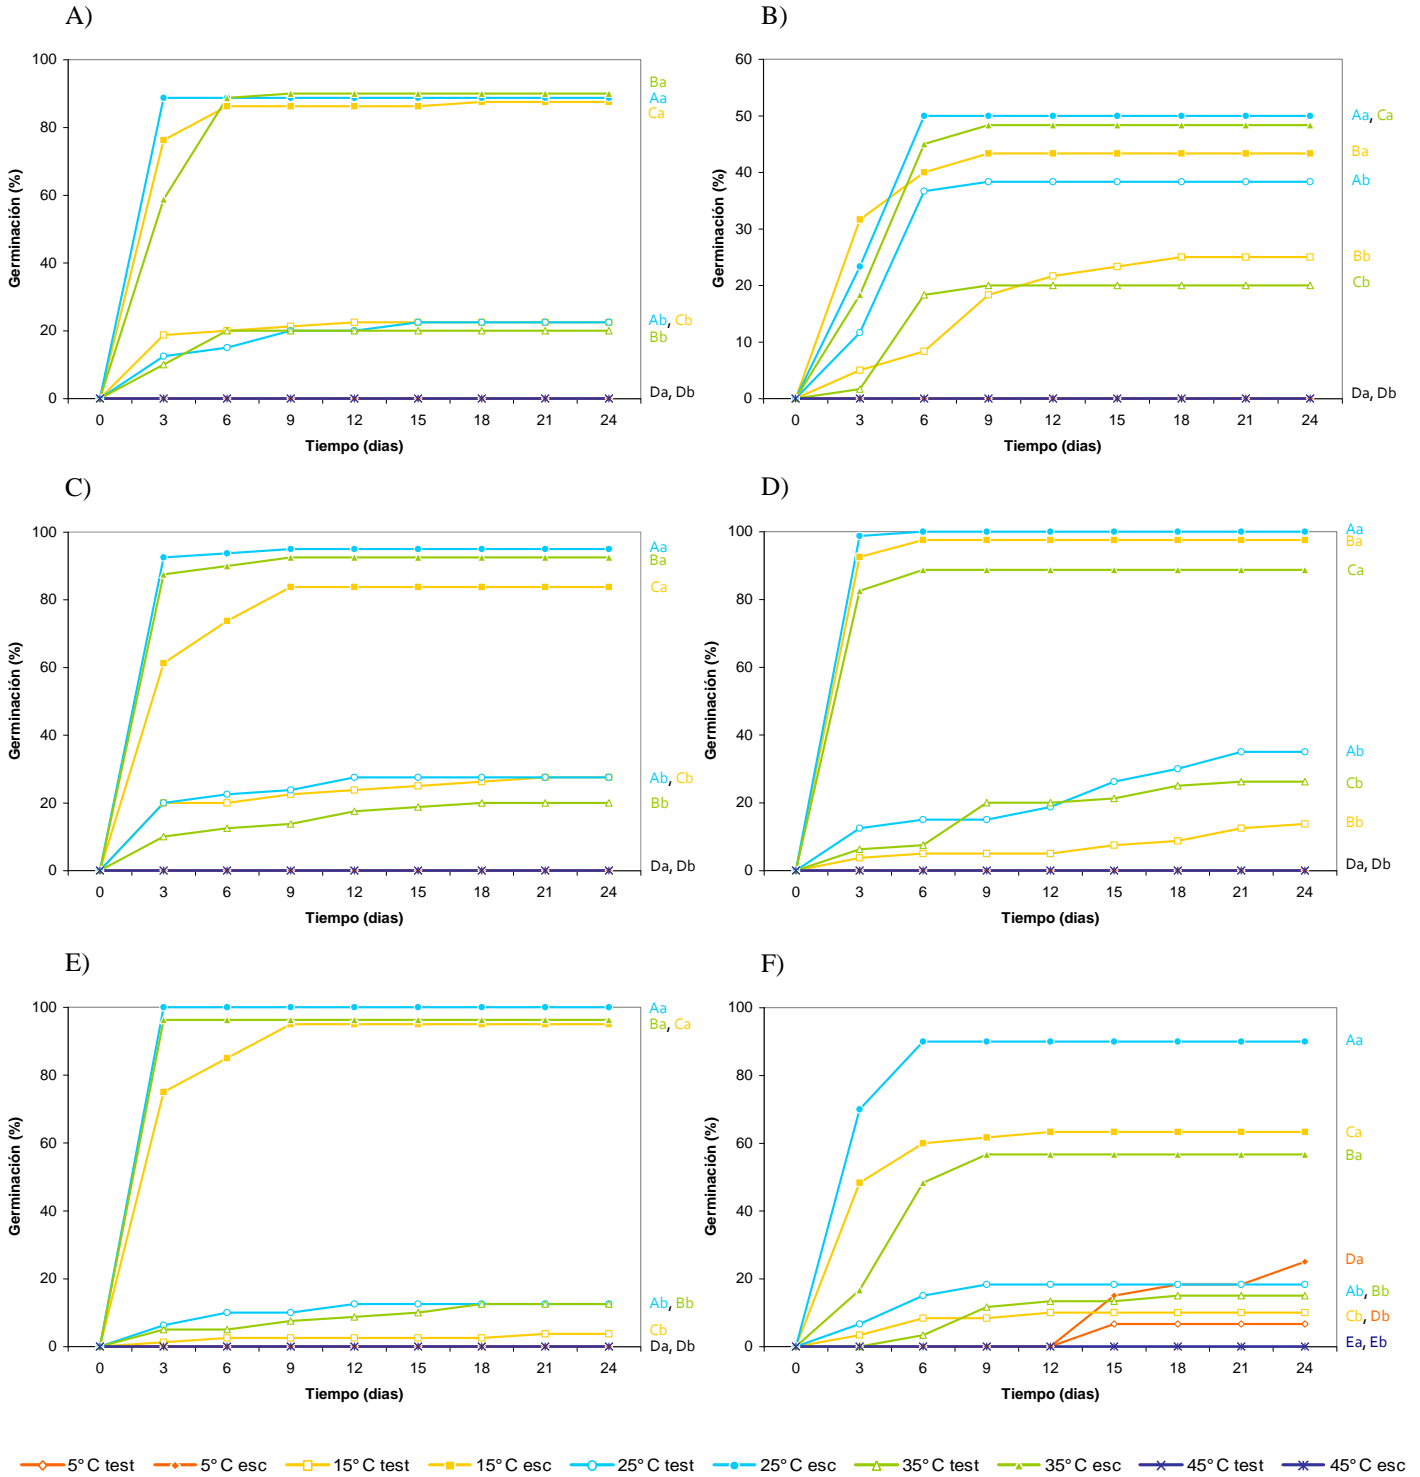 A)
100
80
60
40
20
0
Germinación (%)
0 3 6 9 12 15 18 21 24
Tiempo (dias)
Ba
Aa
Ca
Ab, Cb
Bb
Da, Db
B)
60
50
40
30
20
10
0
Germinación (%)
0 3 6 9 12 15 18 21 24
Tiempo (dias)
Aa, Ca
Ba
Ab
Bb
Cb
Da, Db
C)
100
80
60
40
20
0
Germinación (%)
0 3 6 9 12 15 18 21 24
Tiempo (dias)
Aa
Ba
Ca
Ab, Cb
Bb
Da, Db
D)
100
80
60
40
20
0
Germinación (%)
0 3 6 9 12 15 18 21 24
Tiempo (dias)
Aa
Ba
Ca
Ab
Cb
Bb
Da, Db
E)
100
80
60
40
20
0
Germinación (%)
0 3 6 9 12 15 18 21 24
Tiempo (dias)
Aa
Ba, Ca
Ab, Bb
Cb
Da, Db
F)
100
80
60
40
20
0
Germinación (%)
0 3 6 9 12 15 18 21 24
Tiempo (dias)
Aa
Ca
Ba
Da
Ab, Bb
Cb, Db
Ea, Eb
5°C test 5°C esc 15°C test 15°C esc 25°C test 25°C esc 35°C test 35°C esc 45°C test 45°C esc